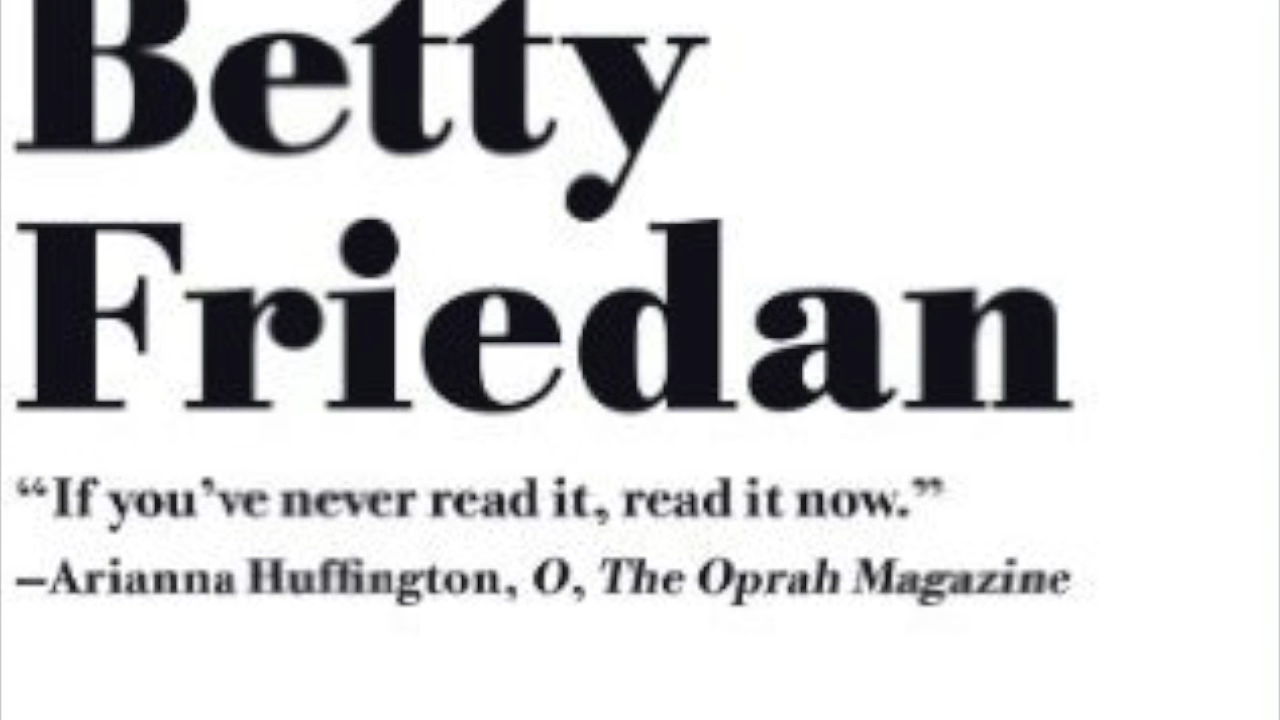 Betty
Friedan
“If you’ve never read it, read it now.”
—Arianna Huffington, O, The Oprah Magazine